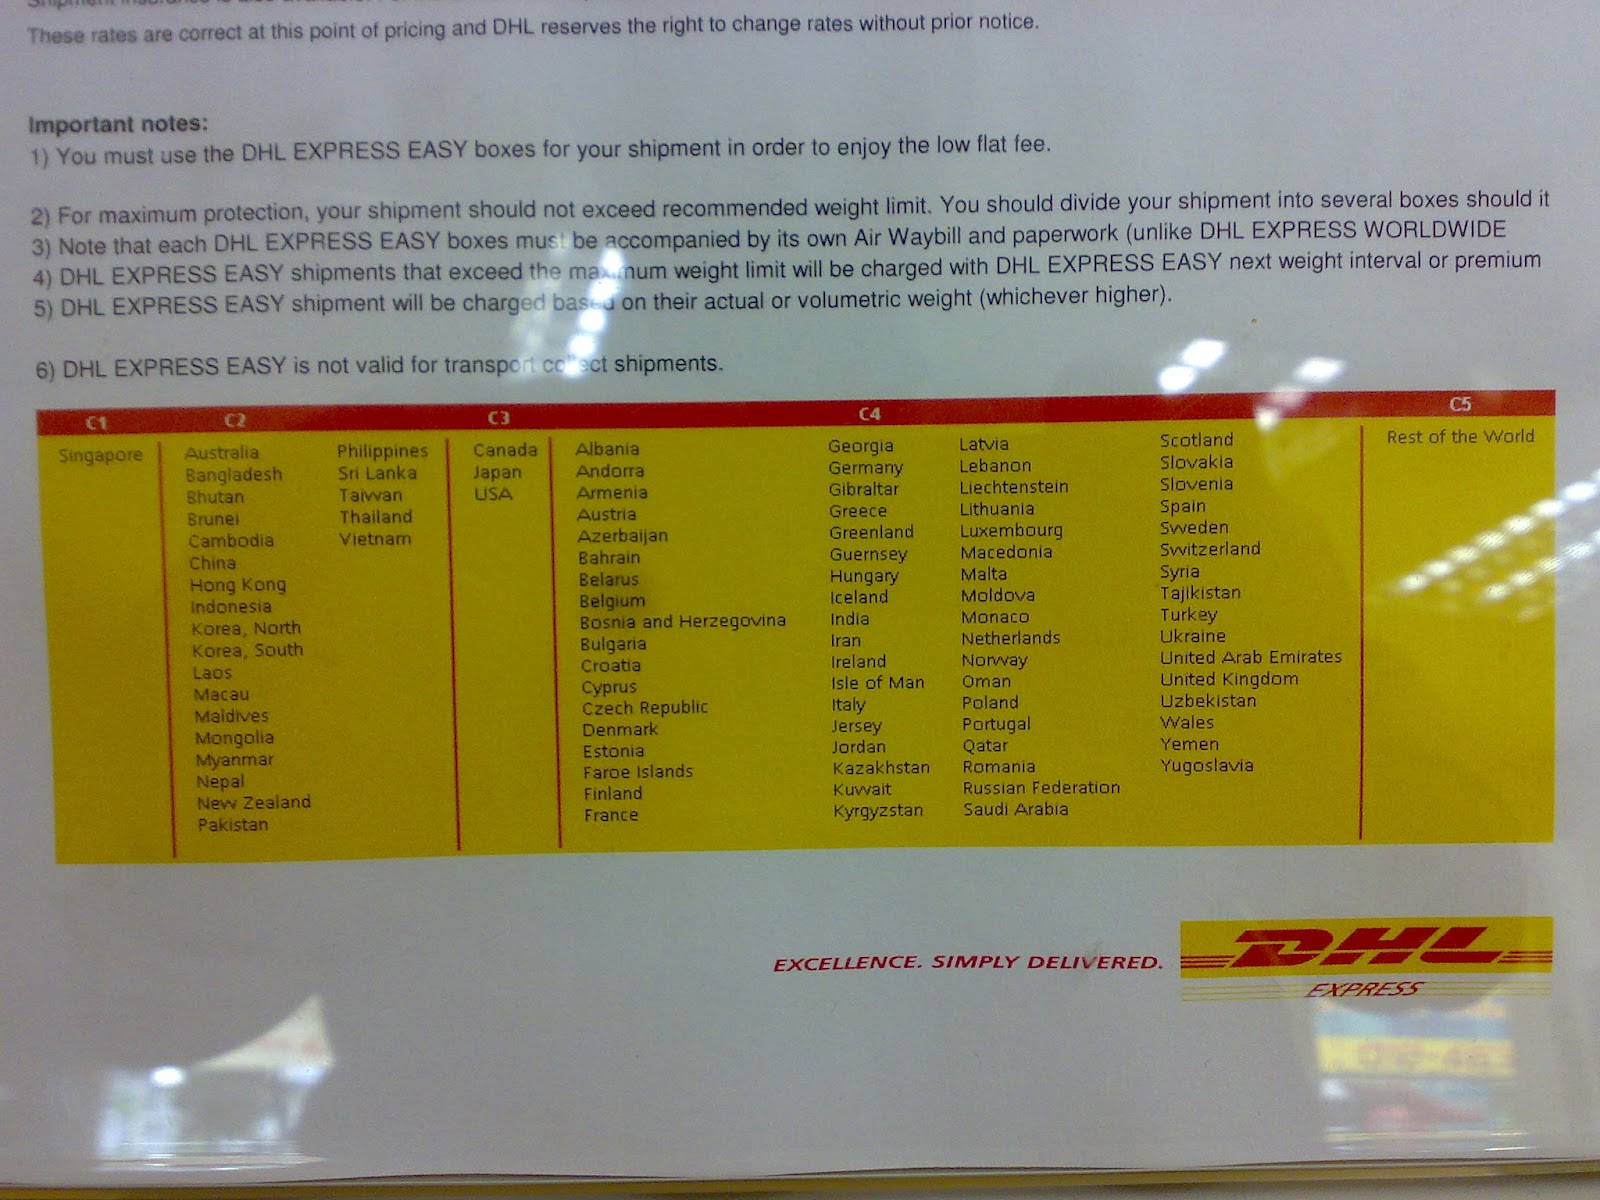 These rates are correct at this point of pricing and DHL reserves the right to change rates without prior notice.
Important notes:
1) You must use the DHL EXPRESS EASY boxes for your shipment in order to enjoy the low flat fee.
2) For maximum protection, your shipment should not exceed recommended weight limit. You should divide your shipment into several boxes should it
3) Note that each DHL EXPRESS EASY boxes must be accompanied by its own Air Waybill and paperwork (unlike DHL EXPRESS WORLDWIDE
4) DHL EXPRESS EASY shipments that exceed the maximum weight limit will be charged with DHL EXPRESS EASY next weight interval or premium
5) DHL EXPRESS EASY shipment will be charged based on their actual or volumetric weight (whichever higher).
6) DHL EXPRESS EASY is not valid for transport collect shipments.
C1
Singapore
C2
Australia
Bangladesh
Bhutan
Brunei
Cambodia
China
Hong Kong
Indonesia
Korea, North
Korea, South
Laos
Macau
Maldives
Mongolia
Myanmar
Nepal
New Zealand
Pakistan
Philippines
Sri Lanka
Taiwan
Thailand
Vietnam
C3
Canada
Japan
USA
C4
Albania
Andorra
Armenia
Austria
Azerbaijan
Bahrain
Belarus
Belgium
Bosnia and Herzegovina
Bulgaria
Croatia
Cyprus
Czech Republic
Denmark
Estonia
Faroe Islands
Finland
France
Georgia
Germany
Gibraltar
Greece
Greenland
Guernsey
Hungary
Iceland
India
Iran
Ireland
Isle of Man
Italy
Jersey
Jordan
Kazakhstan
Kuwait
Kyrgyzstan
Latvia
Lebanon
Liechtenstein
Lithuania
Luxembourg
Macedonia
Malta
Moldova
Monaco
Netherlands
Norway
Oman
Poland
Portugal
Qatar
Romania
Russian Federation
Saudi Arabia
Scotland
Slovakia
Slovenia
Spain
Sweden
Switzerland
Syria
Tajikistan
Turkey
Ukraine
United Arab Emirates
United Kingdom
Uzbekistan
Wales
Yemen
Yugoslavia
C5
Rest of the World
EXCELLENCE. SIMPLY DELIVERED.
DHL
EXPRESS